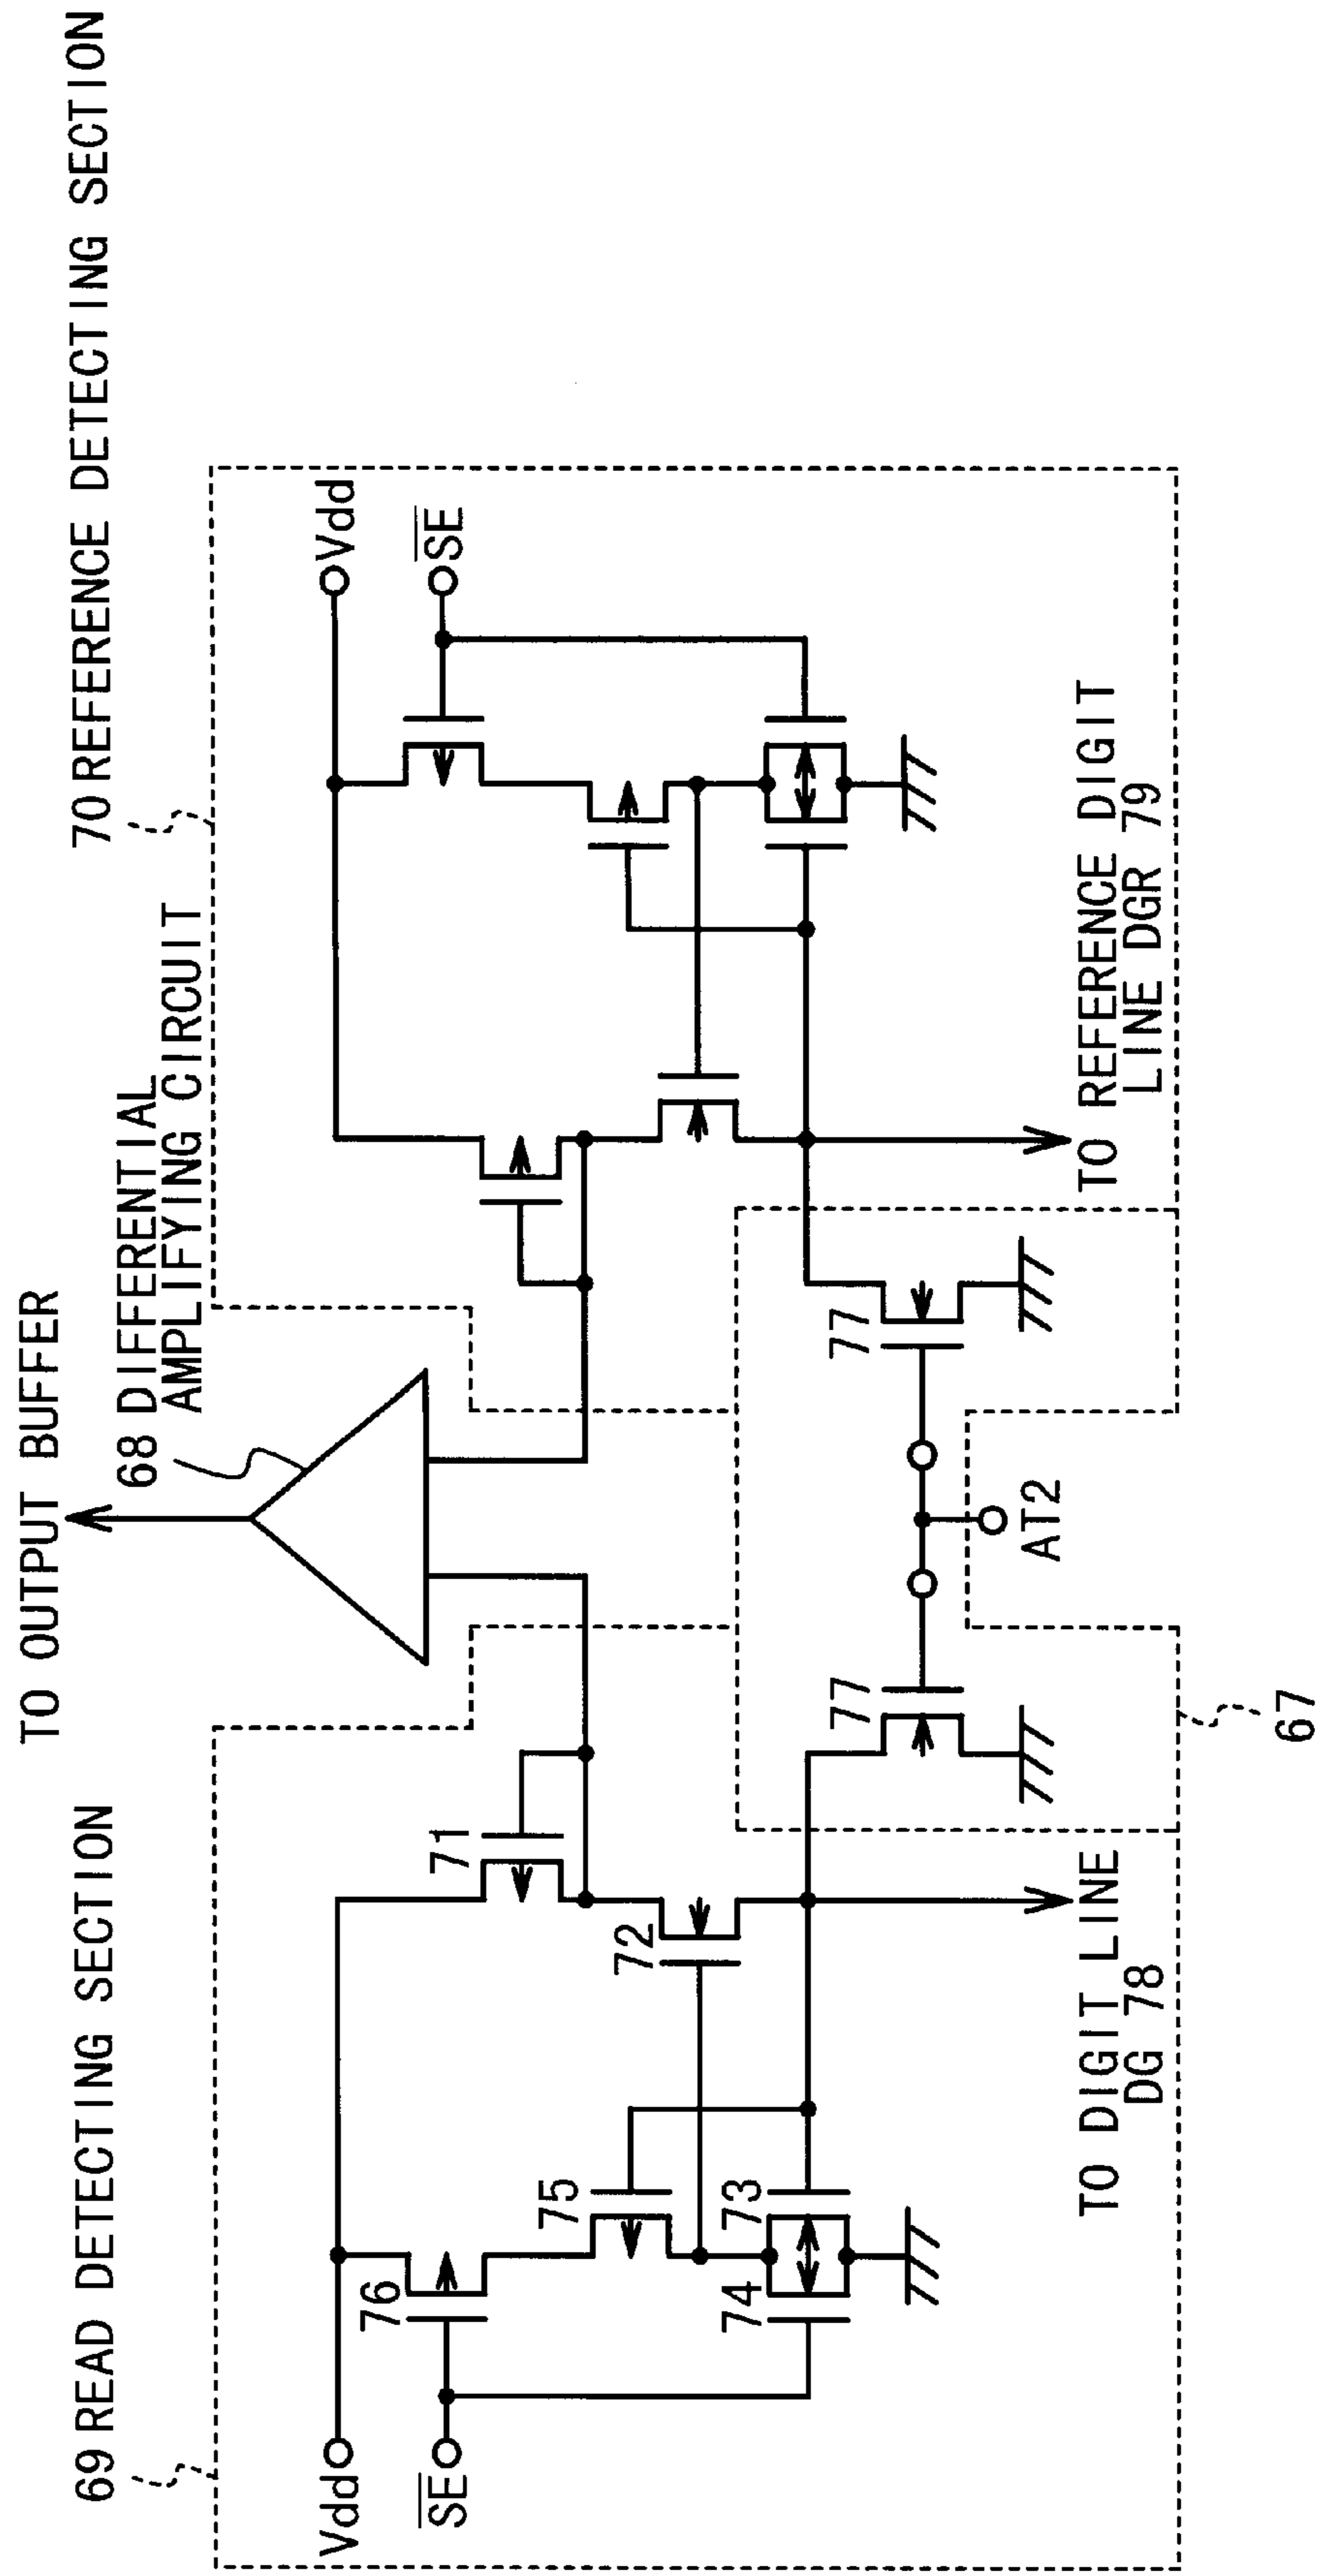 TO OUTPUT BUFFER
69 READ DETECTING SECTION
68 DIFFERENTIAL
AMPLIFYING CIRCUIT
70 REFERENCE DETECTING SECTION
Vdd
SE
76
75
74
73
72
71
Vdd
SE
77
77
AT2
TO DIGIT LINE
DG 78
TO REFERENCE DIGIT
LINE DGR 79
67